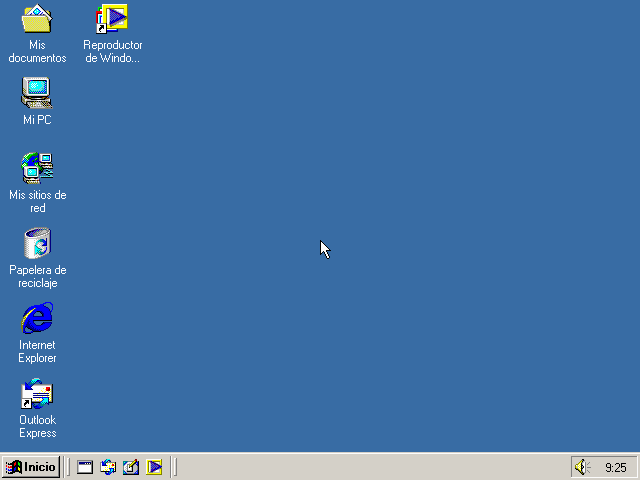 Mis
documentos
Reproductor
de Windo...
Mi PC
Mis sitios de
red
Papelera de
reciclaje
Internet
Explorer
Outlook
Express
Inicio
9:25